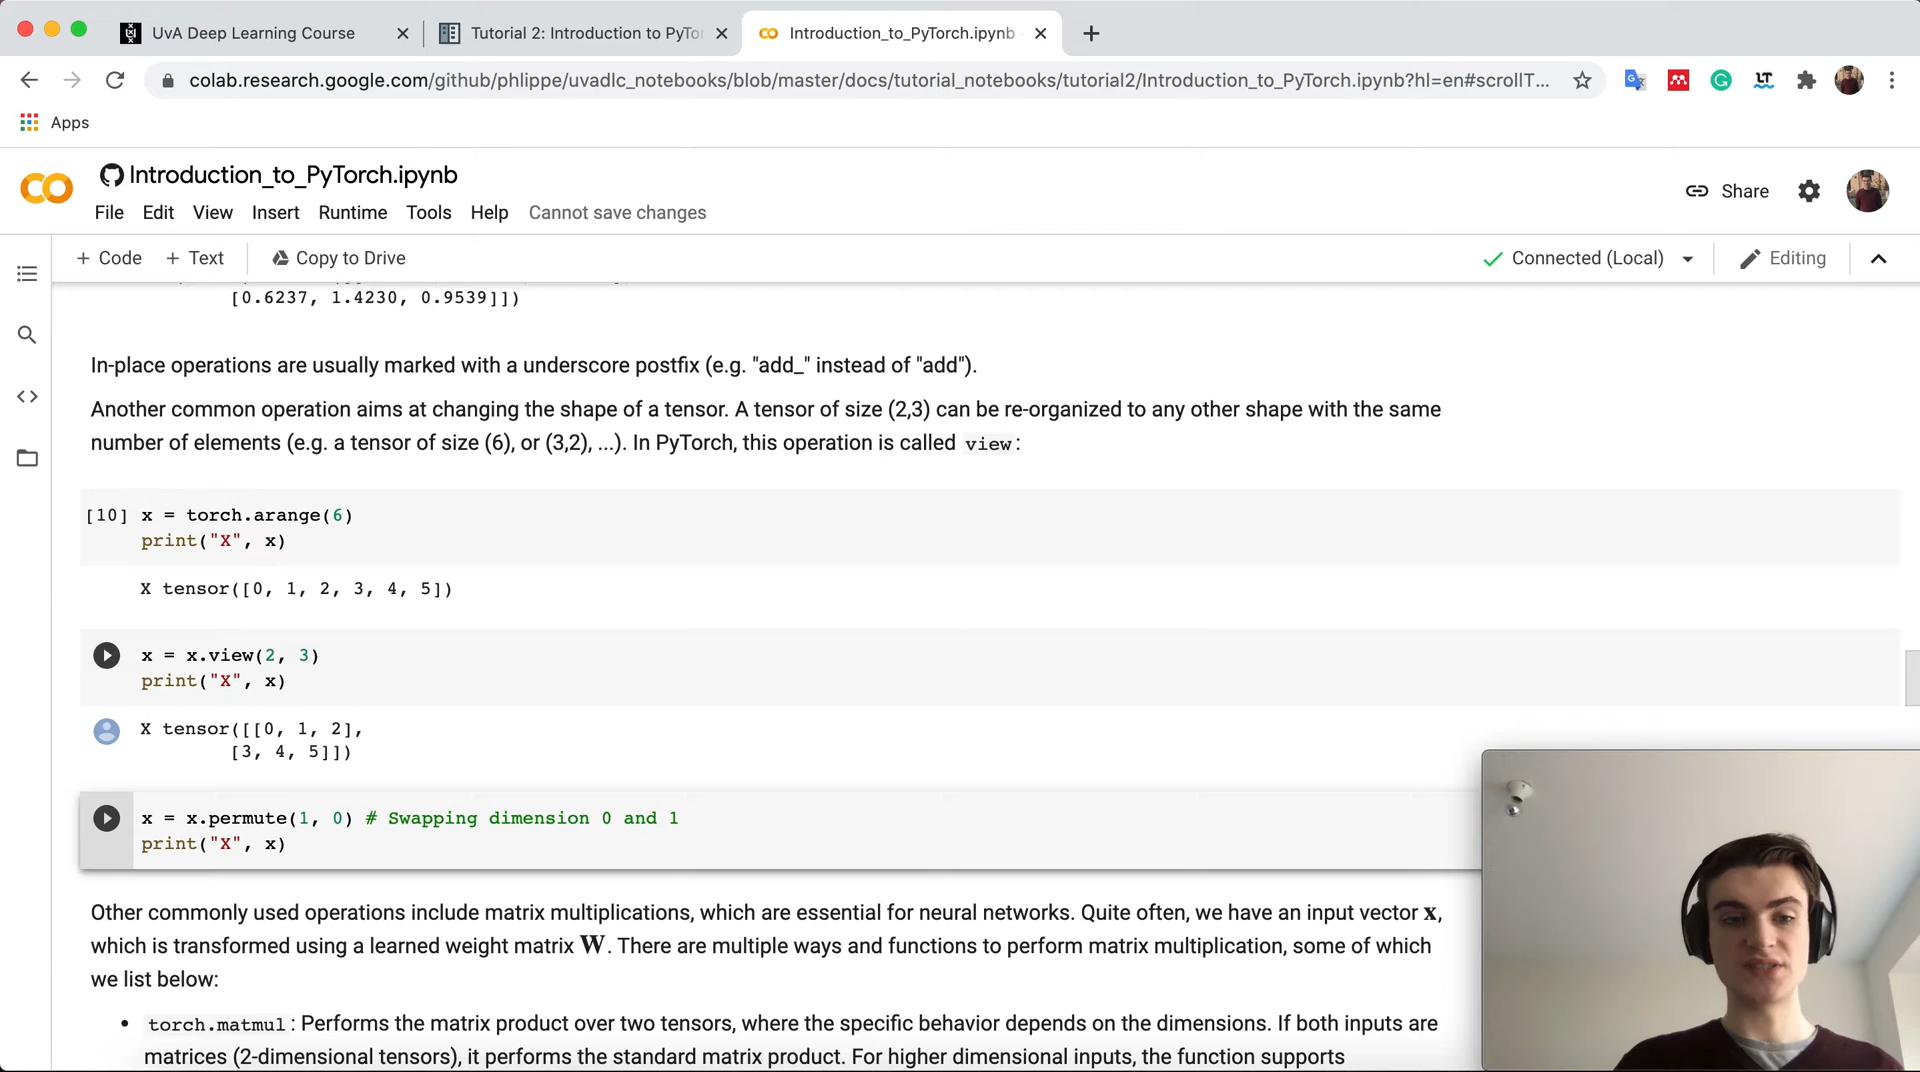 UvA Deep Learning Course
Tutorial 2: Introduction to PyTo
Introduction_to_PyTorch.ipynb
colab.research.google.com/github/phlippe/uvadlc_notebooks/blob/master/docs/tutorial_notebooks/tutorial2/Introduction_to_PyTorch.ipynb?hl=en#scrollT...
LT
Apps
Introduction_to_PyTorch.ipynb
File Edit View Insert Runtime Tools Help Cannot save changes
Share
+ Code + Text Copy to Drive
Connected (Local)
Editing
[0.6237, 1.4230, 0.9539]])
In-place operations are usually marked with a underscore postfix (e.g. "add_" instead of "add").
Another common operation aims at changing the shape of a tensor. A tensor of size (2,3) can be re-organized to any other shape with the same
number of elements (e.g. a tensor of size (6), or (3,2), ...). In PyTorch, this operation is called view:
[10] x = torch.arange(6)
print("X", x)
X tensor([0, 1, 2, 3, 4, 5])
x = x.view(2, 3)
print("X", x)
X tensor([[0, 1, 2],
[3, 4, 5]])
x = x.permute(1, 0) # Swapping dimension 0 and 1
print("X", x)
Other commonly used operations include matrix multiplications, which are essential for neural networks. Quite often, we have an input vector x,
which is transformed using a learned weight matrix W. There are multiple ways and functions to perform matrix multiplication, some of which
we list below:
• torch.matmul: Performs the matrix product over two tensors, where the specific behavior depends on the dimensions. If both inputs are
matrices (2-dimensional tensors), it performs the standard matrix product. For higher dimensional inputs, the function supports